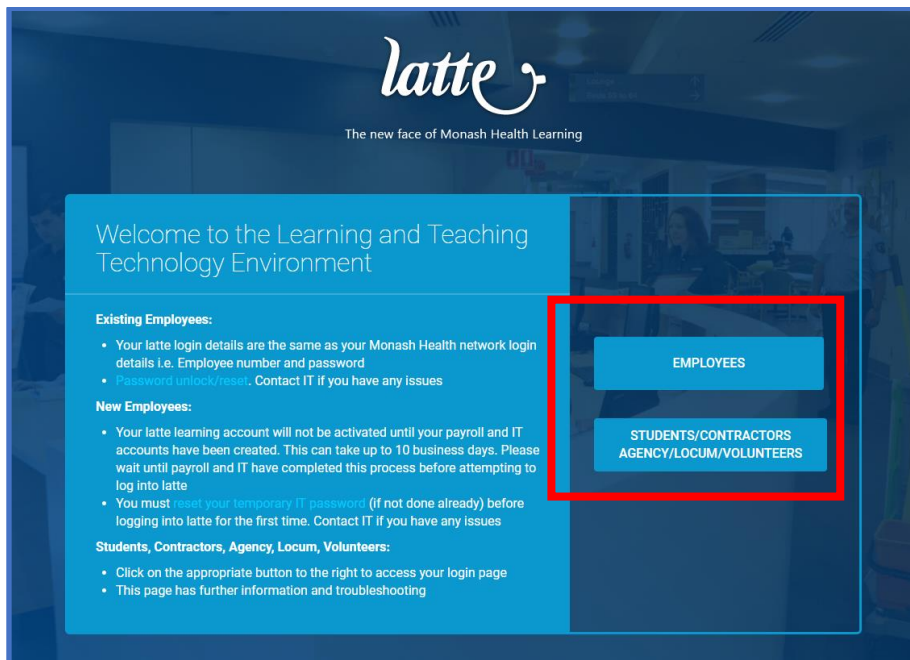 latte
The new face of Monash Health Learning
Welcome to the Learning and Teaching
Technology Environment
Existing Employees:
• Your latte login details are the same as your Monash Health network login
details i.e. Employee number and password
• Password unlock/reset. Contact IT if you have any issues
New Employees:
• Your latte learning account will not be activated until your payroll and IT
accounts have been created. This can take up to 10 business days. Please
wait until payroll and IT have completed this process before attempting to
log into latte
• You must reset your temporary IT password (if not done already) before
logging into latte for the first time. Contact IT if you have any issues
Students, Contractors, Agency, Locum, Volunteers:
• Click on the appropriate button to the right to access your login page
• This page has further information and troubleshooting
EMPLOYEES
STUDENTS/CONTRACTORS
AGENCY/LOCUM/VOLUNTEERS